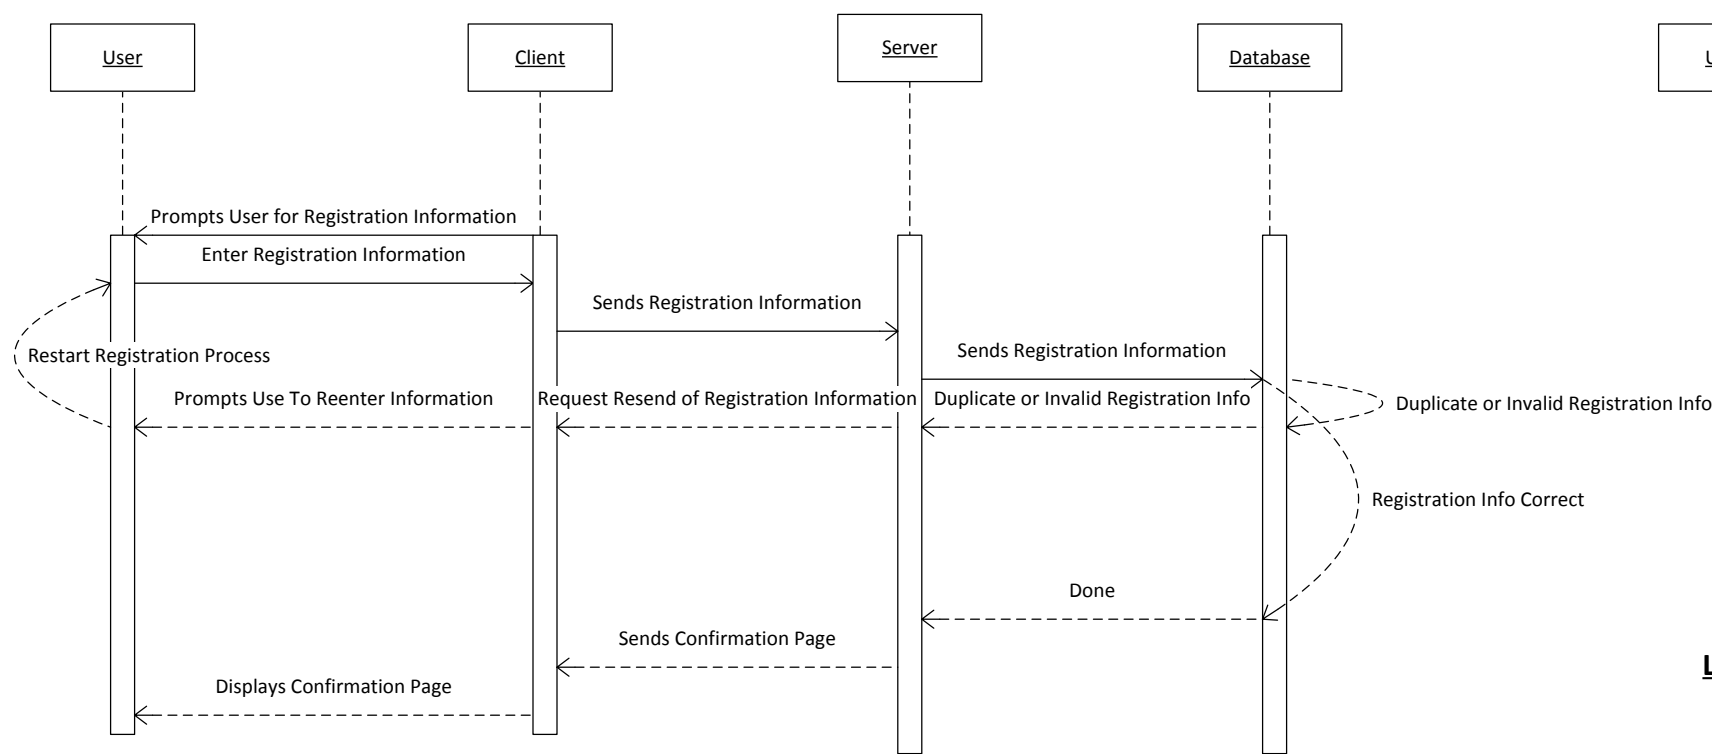 User
Client
Server
Database
U
Prompts User for Registration Information
Enter Registration Information
Sends Registration Information
Restart Registration Process
Sends Registration Information
Prompts Use To Reenter Information
Request Resend of Registration Information
Duplicate or Invalid Registration Info
Duplicate or Invalid Registration Info
Registration Info Correct
Done
Sends Confirmation Page
Displays Confirmation Page
L